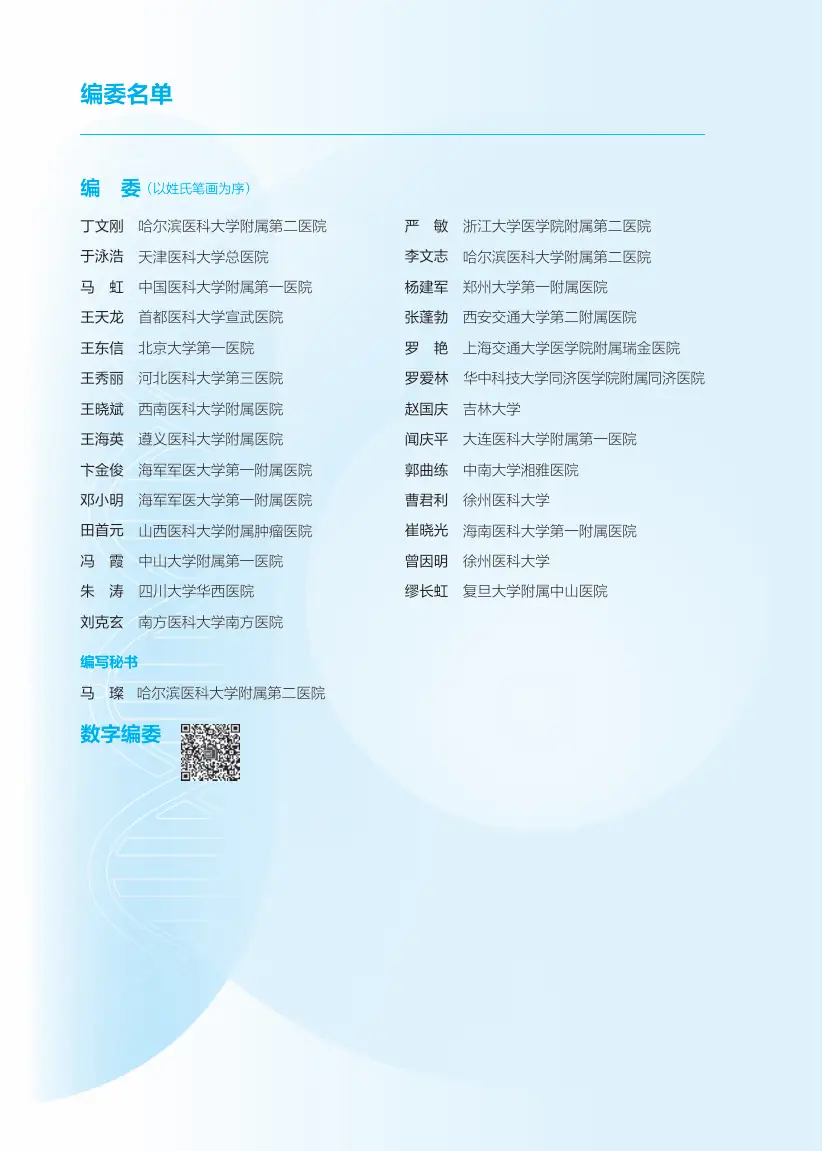 编委名单
编　委（以姓氏笔画为序）
丁文刚　哈尔滨医科大学附属第二医院
于泳浩　天津医科大学总医院
马　虹　中国医科大学附属第一医院
王天龙　首都医科大学宣武医院
王东信　北京大学第一医院
王秀丽　河北医科大学第三医院
王晓斌　西南医科大学附属医院
王海英　遵义医科大学附属医院
卞金俊　海军军医大学第一附属医院
邓小明　海军军医大学第一附属医院
田首元　山西医科大学附属肿瘤医院
冯　霞　中山大学附属第一医院
朱　涛　四川大学华西医院
刘克玄　南方医科大学南方医院
严　敏　浙江大学医学院附属第二医院
李文志　哈尔滨医科大学附属第二医院
杨建军　郑州大学第一附属医院
张蓬勃　西安交通大学第二附属医院
罗　艳　上海交通大学医学院附属瑞金医院
罗爱林　华中科技大学同济医学院附属同济医院
赵国庆　吉林大学
闻庆平　大连医科大学附属第一医院
郭曲练　中南大学湘雅医院
曹君利　徐州医科大学
崔晓光　海南医科大学第一附属医院
曾因明　徐州医科大学
缪长虹　复旦大学附属中山医院
编写秘书
马　璨　哈尔滨医科大学附属第二医院
数字编委